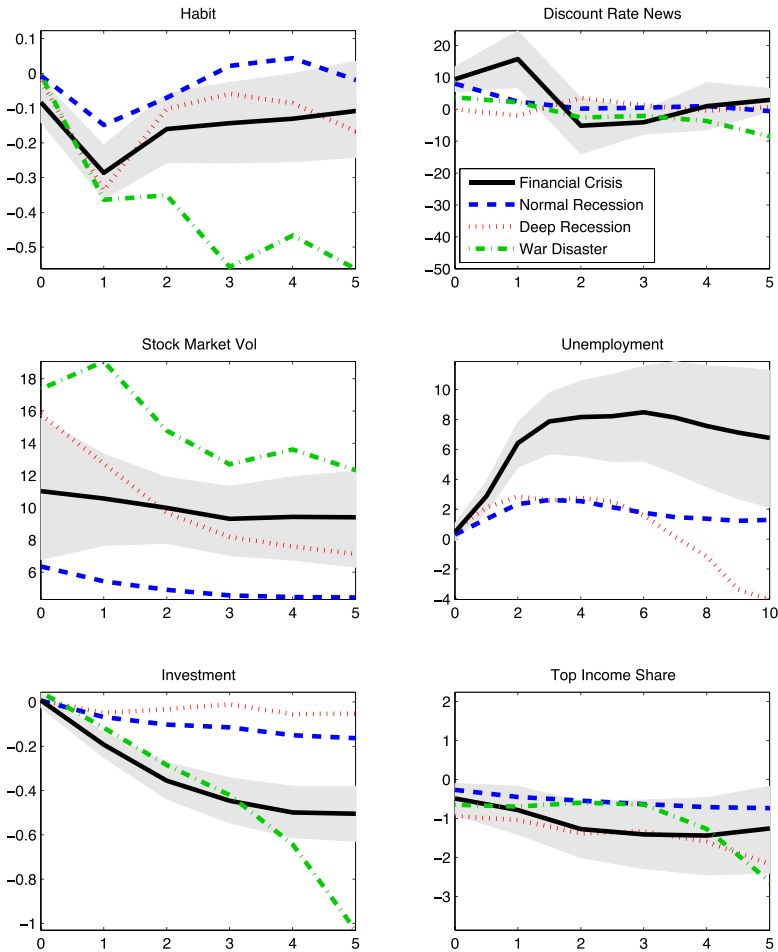 Habit
0.1
0
−0.1
−0.2
−0.3
−0.4
−0.5
0 1 2 3 4 5
Discount Rate News
20
10
0
−10
−20
−30
−40
−50
0 1 2 3 4 5
Financial Crisis
Normal Recession
Deep Recession
War Disaster
Stock Market Vol
18
16
14
12
10
8
6
0 1 2 3 4 5
Unemployment
10
8
6
4
2
0
−2
−4
0 2 4 6 8 10
Investment
0
−0.2
−0.4
−0.6
−0.8
−1
0 1 2 3 4 5
Top Income Share
2
1
0
−1
−2
−3
0 1 2 3 4 5